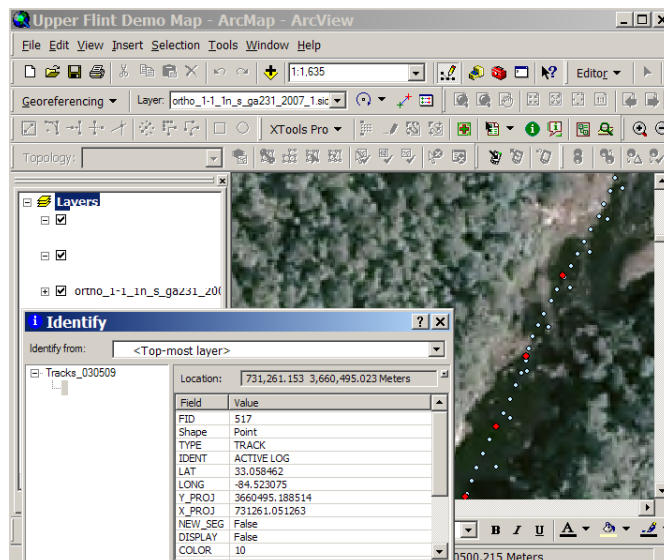 Upper Flint Demo Map - ArcMap - ArcView
File Edit View Insert Selection Tools Window Help
1:1,635 Editor
Georeferencing Layer: ortho_1-1_1n_s_ga231_2007_1.sid
XTools Pro
Topology:
Layers
ortho_1-1_1n_s_ga231_200
Identify
Identify from: <Top-most layer>
Tracks_030509
Location: 731,261.153 3,660,495.023 Meters
Field Value
FID 517
Shape Point
TYPE TRACK
IDENT ACTIVE LOG
LAT 33.058462
LONG -84.523075
Y_PROJ 3660495.188514
X_PROJ 731261.051263
NEW_SEG False
DISPLAY False
COLOR 10
B I U A
0500.215 Meters